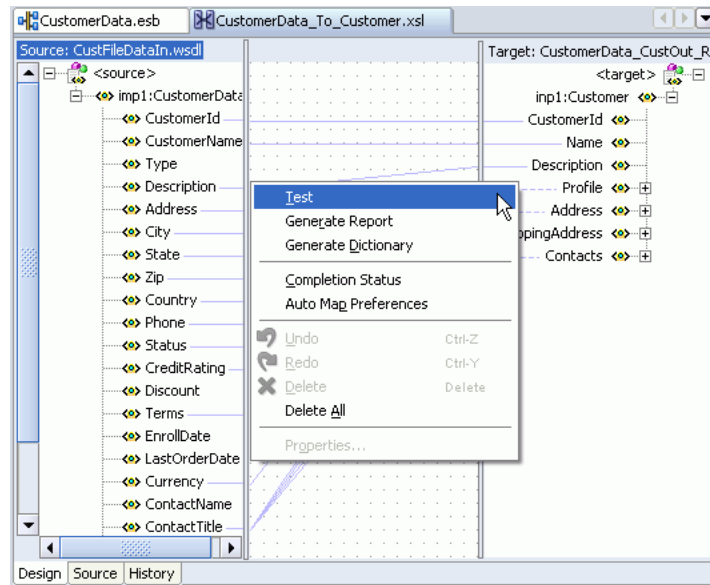 CustomerData.esb
CustomerData_To_Customer.xsl
Source: CustFileDataIn.wsdl
<source>
imp1:CustomerData
CustomerId
CustomerName
Type
Description
Address
City
State
Zip
Country
Phone
Status
CreditRating
Discount
Terms
EnrollDate
LastOrderDate
Currency
ContactName
ContactTitle
Test
Generate Report
Generate Dictionary
Completion Status
Auto Map Preferences
Undo Ctrl-Z
Redo Ctrl-Y
Delete Delete
Delete All
Properties...
Target: CustomerData_CustOut_R
<target>
inp1:Customer
CustomerId
Name
Description
Profile
Address
ppingAddress
Contacts
Design Source History